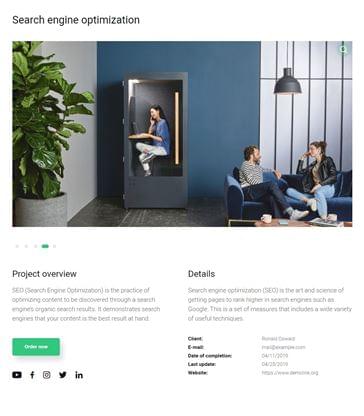 Search engine optimization
Project overview
SEO (Search Engine Optimization) is the practice of
optimizing content to be discovered through a search
engine's organic search results. It demonstrates search
engines that your content is the best result at hand.
Order now
Details
Search engine optimization (SEO) is the art and science of
getting pages to rank higher in search engines such as
Google. This is a set of measures that includes a wide variety
of useful techniques.
Client: Ronald Oswald
E-mail: mail@example.com
Date of completion: 04/11/2019
Last update: 04/25/2019
Website: https://www.demolink.org